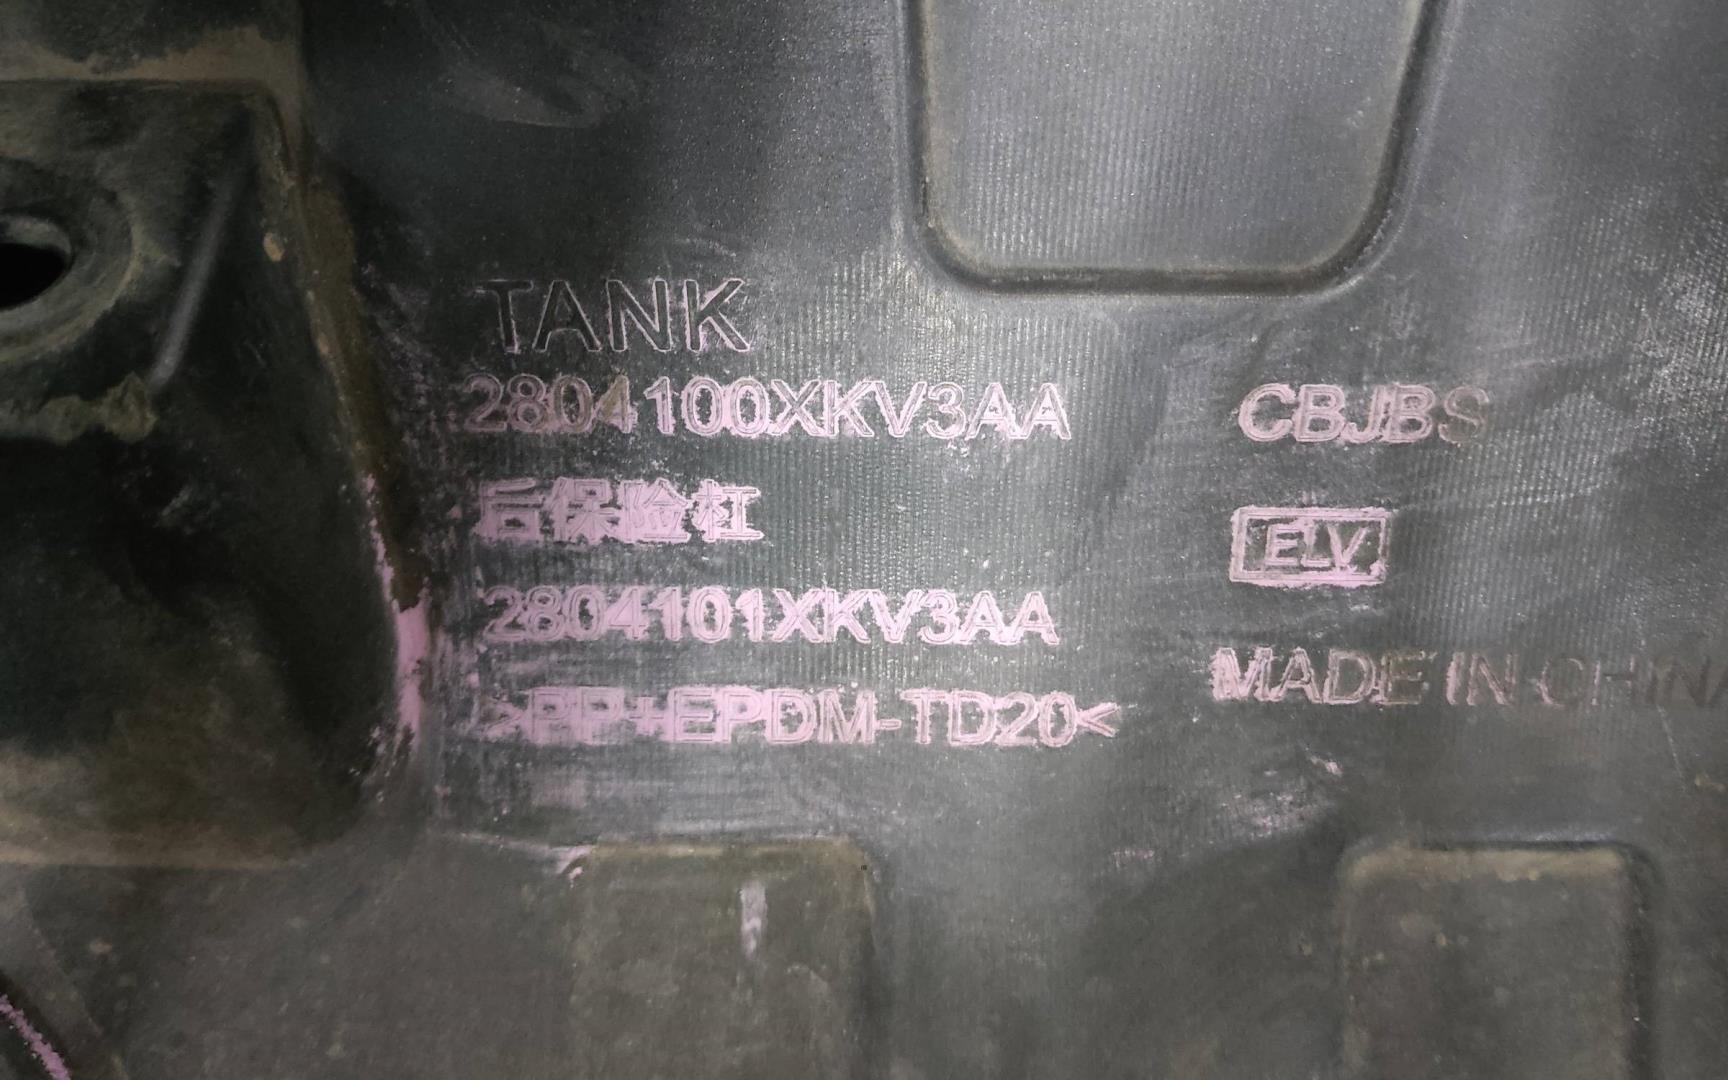 TANK
2804100XKV3AA
CBJBS
后保险杠
ELV
2804101XKV3AA
>PP+EPDM-TD20<
MADE IN CHINA